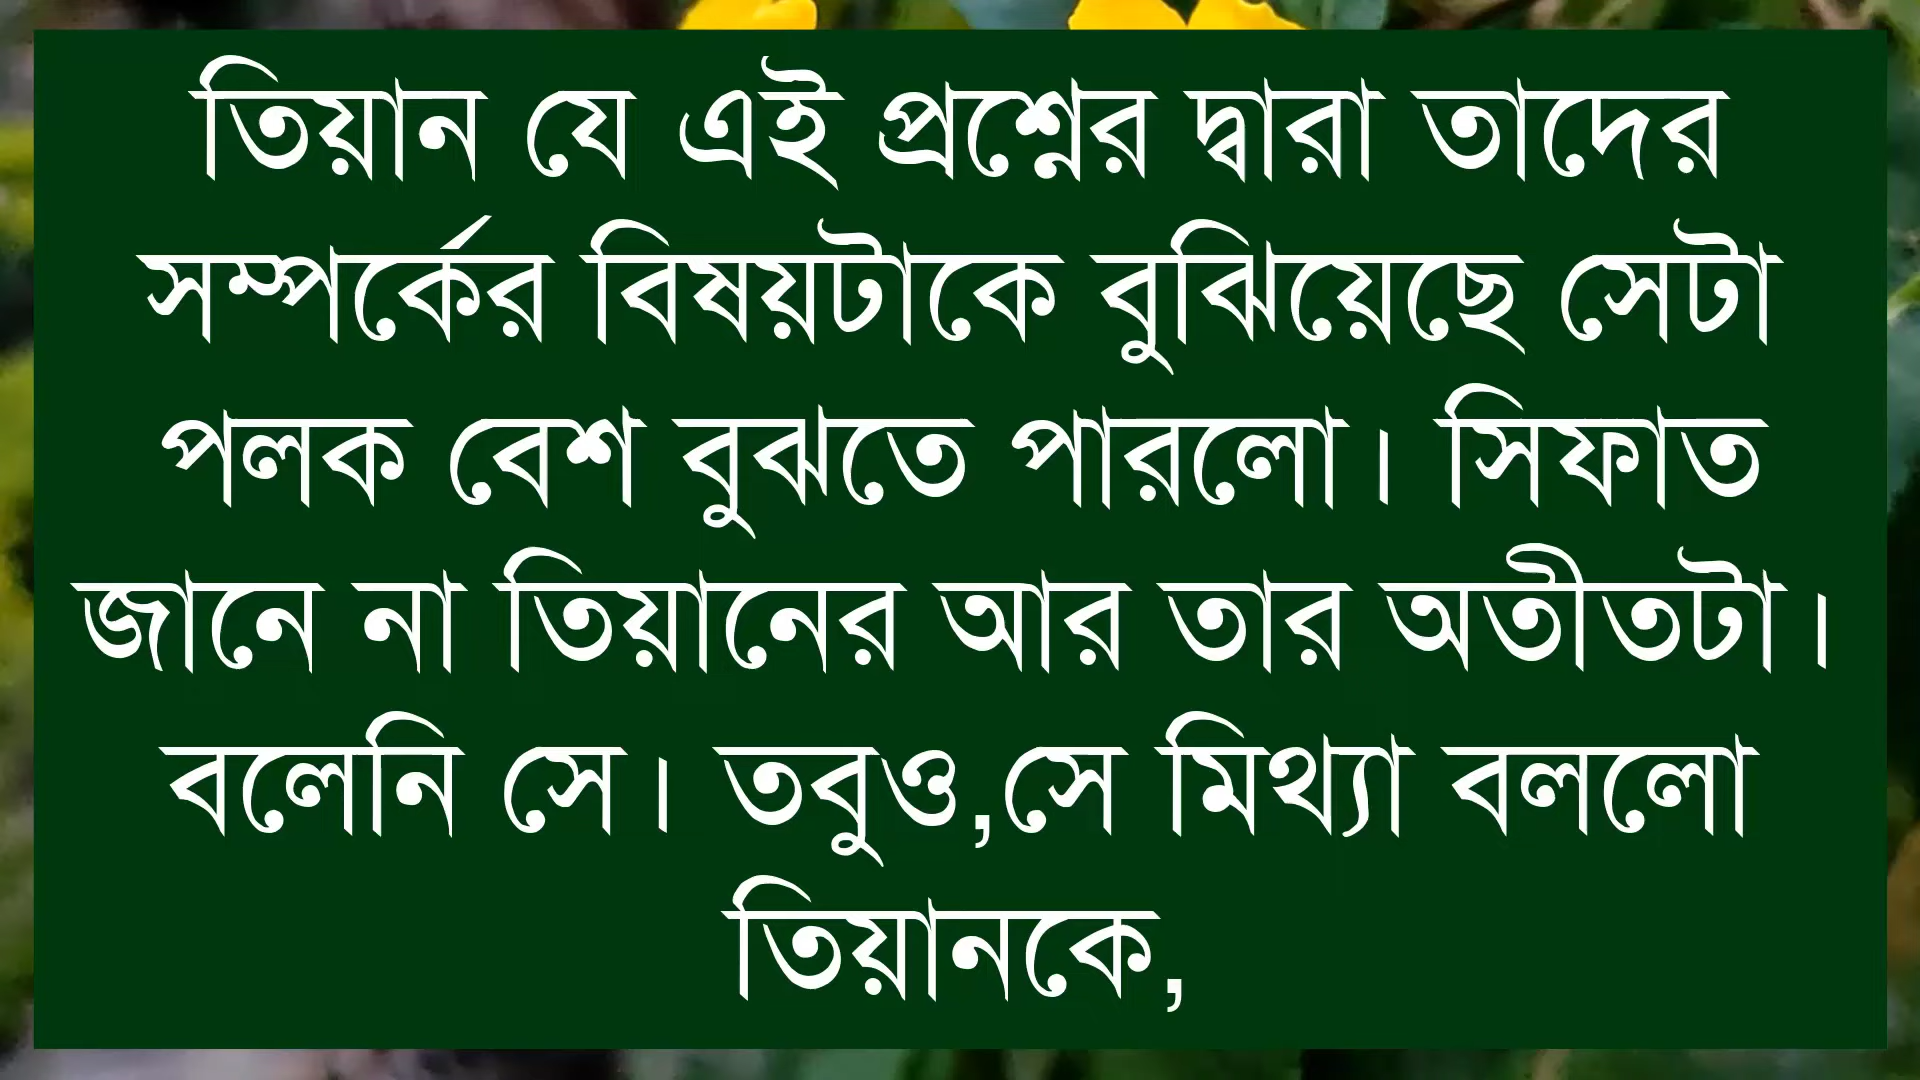 তিয়ান যে এই প্রশ্নের দ্বারা তাদের
সম্পর্কের বিষয়টাকে বুঝিয়েছে সেটা
পলক বেশ বুঝতে পারলো। সিফাত
জানে না তিয়ানের আর তার অতীতটা।
বলেনি সে। তবুও,সে মিথ্যা বললো
তিয়ানকে,